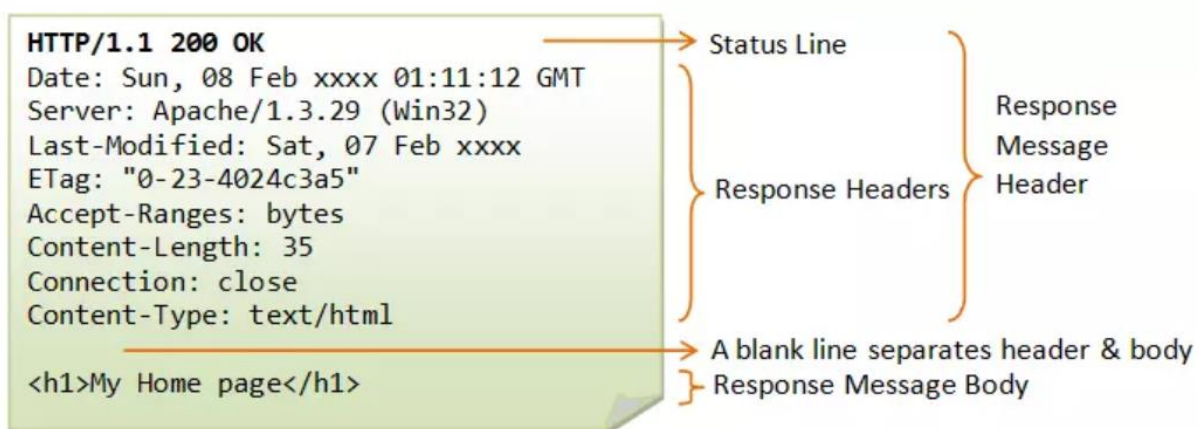 HTTP/1.1 200 OK
Date: Sun, 08 Feb xxxx 01:11:12 GMT
Server: Apache/1.3.29 (Win32)
Last-Modified: Sat, 07 Feb xxxx
ETag: "0-23-4024c3a5"
Accept-Ranges: bytes
Content-Length: 35
Connection: close
Content-Type: text/html
<h1>My Home page</h1>
Status Line
Response Headers
Response
Message
Header
A blank line separates header & body
Response Message Body